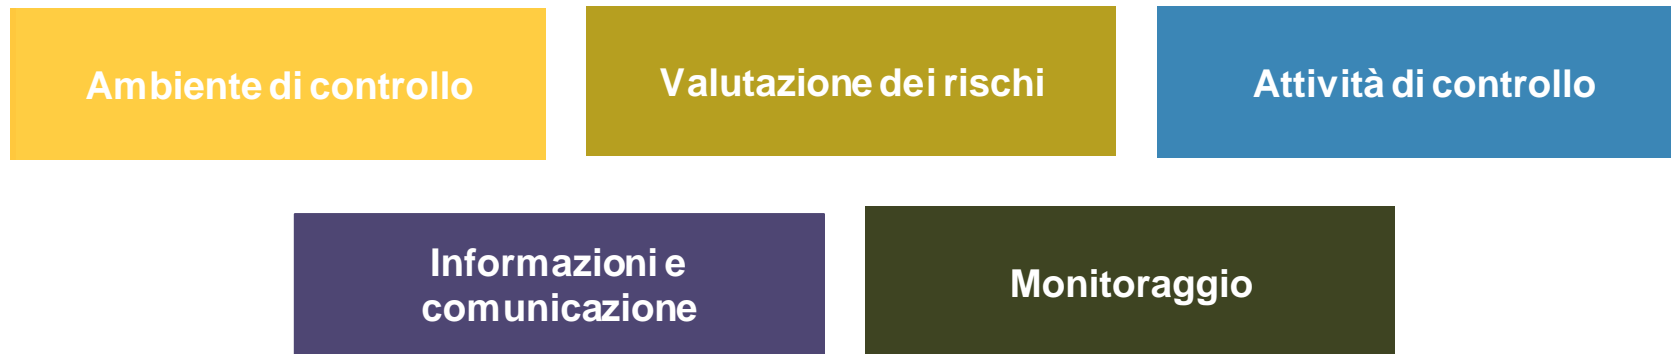 Ambiente di controllo
Valutazione dei rischi
Attività di controllo
Informazioni e
comunicazione
Monitoraggio